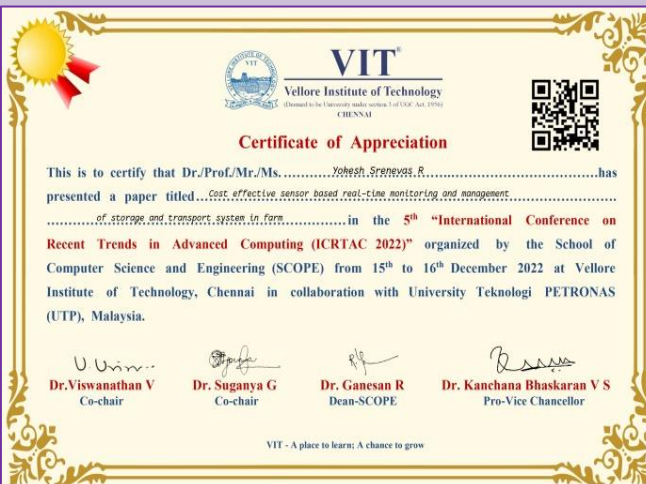 VIT®
Vellore Institute of Technology
(Deemed to be University under section 3 of UGC Act, 1956)
CHENNAI
Certificate of Appreciation
This is to certify that Dr./Prof./Mr./Ms. Yokesh Srenevas R has
presented a paper titled Cost effective sensor based real-time monitoring and management
of storage and transport system in farm in the 5th “International Conference on
Recent Trends in Advanced Computing (ICRTAC 2022)” organized by the School of
Computer Science and Engineering (SCOPE) from 15th to 16th December 2022 at Vellore
Institute of Technology, Chennai in collaboration with University Teknologi PETRONAS
(UTP), Malaysia.
Dr.Viswanathan V
Co-chair
Dr. Suganya G
Co-chair
Dr. Ganesan R
Dean-SCOPE
Dr. Kanchana Bhaskaran V S
Pro-Vice Chancellor
VIT - A place to learn; A chance to grow